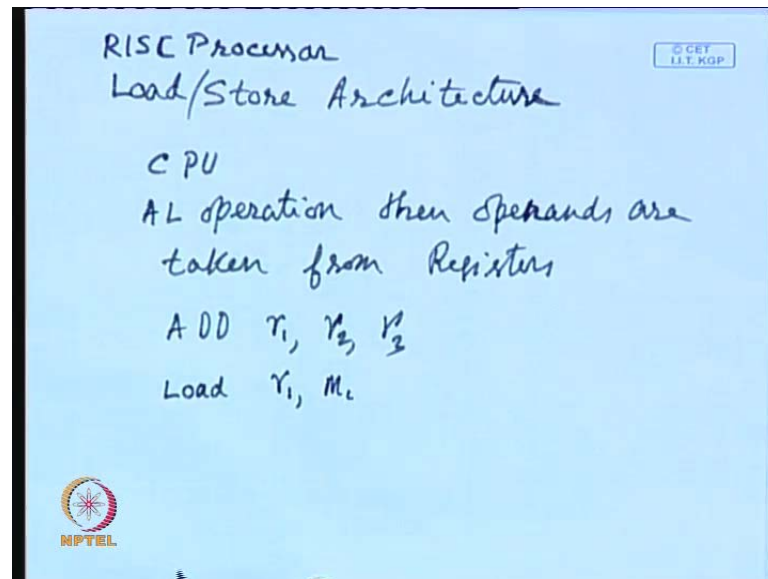 RISC Processor
© CET
I.I.T. KGP
Load/Store Architecture
CPU
AL operation then operands are
taken from Registers
ADD r1, r2, r3
Load r1, ML
NPTEL